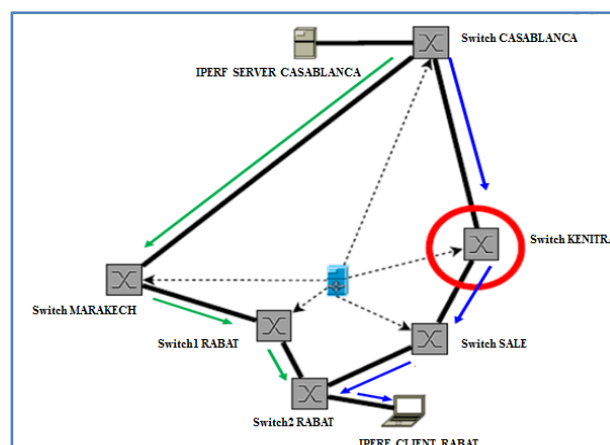 Switch CASABLANCA
IPERF SERVER CASABLANCA
Switch KENITRA
Switch MARAKECH
Switch1 RABAT
Switch SALE
Switch2 RABAT
IPERF CLIENT RABAT